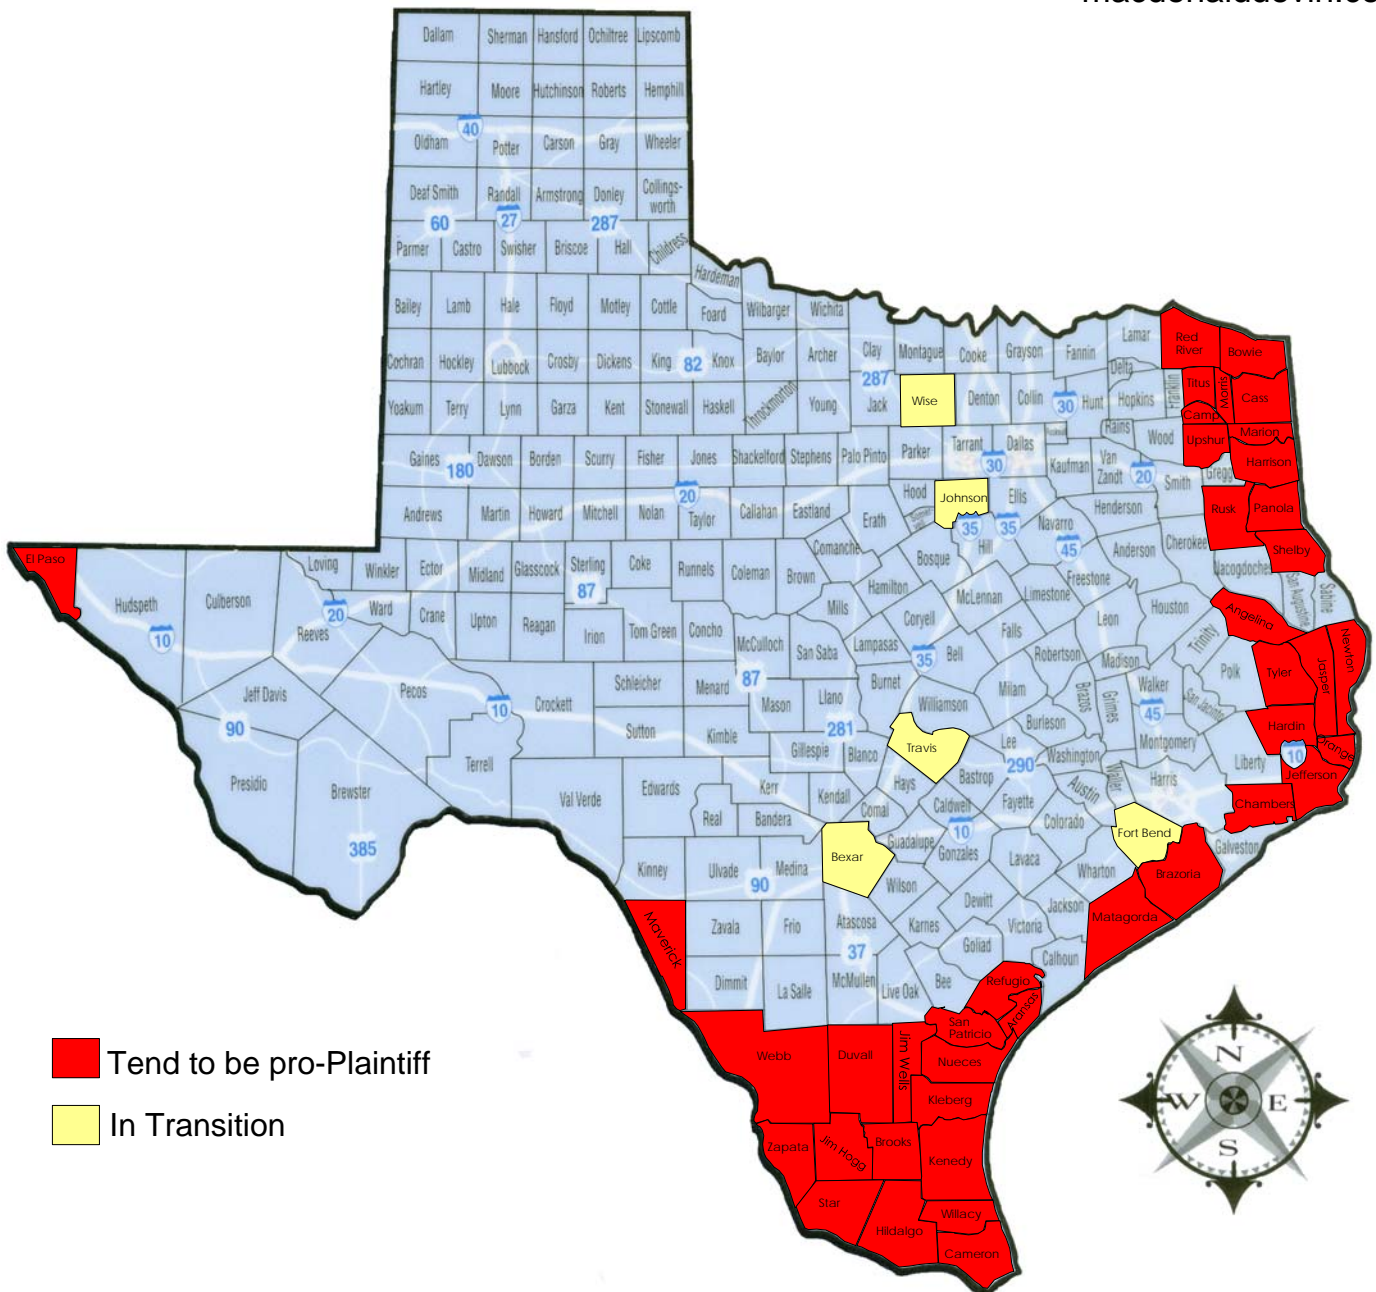 Dallam Sherman Hansford Ochiltree Lipscomb
Hartley Moore Hutchinson Roberts Hemphill
40
Oldham Potter Carson Gray Wheeler
Deaf Smith Randall Armstrong Donley Collings-
worth
60 27 287
Parmer Castro Swisher Briscoe Hall Childress
Hardeman
Bailey Lamb Hale Floyd Motley Cottle Foard Wilbarger Wichita
Cochran Hockley Lubbock Crosby Dickens King 82 Knox Baylor Archer Clay Montague Cooke Grayson Fannin Lamar Red
River Bowie
287 Delta
Yoakum Terry Lynn Garza Kent Stonewall Haskell Throckmorton Young Jack Wise Denton Collin 30 Hunt Hopkins Franklin Titus Morris Cass
Camp
Gaines 180 Dawson Borden Scurry Fisher Jones Shackelford Stephens Palo Pinto Parker Tarrant 30 Dallas Rains Wood Upshur Marion
Kaufman Van
Zandt 20 Smith Gregg Harrison
Andrews Martin Howard Mitchell Nolan 20 Taylor Callahan Eastland Erath Hood Johnson Ellis Henderson Rusk Panola
35 35 Navarro 45
El Paso Hudspeth Culberson Loving Winkler Ector Midland Glasscock Sterling Coke Runnels Coleman Brown Comanche Bosque Hill Anderson Cherokee Shelby
Nacogdoches San Augustine Sabine
10 20 Reeves Ward Crane Upton Reagan 87 Irion Tom Green Concho McCulloch Mills Hamilton McLennan Limestone Freestone
San Saba Lampasas Coryell Falls Leon Houston Angelina
35 Bell Robertson Madison Trinity Polk Tyler Jasper Newton
Jeff Davis Pecos Crockett Schleicher Menard 87 Mason Llano Burnet Williamson Milam Brazos Grimes Walker San Jacinto
90 10 Sutton Kimble 281 Travis Burleson 45 Hardin Orange
Presidio Brewster Terrell Gillespie Blanco Hays Lee 290 Washington Montgomery Liberty 10 Jefferson
385 Val Verde Edwards Kerr Kendall Comal Bastrop Fayette Austin Waller Harris Chambers
Real Bandera Caldwell Colorado Fort Bend Galveston
Kinney Ulvade Medina Bexar Guadalupe 10 Gonzales Lavaca Wharton Brazoria
90 Wilson Dewitt Jackson Matagorda
Maverick Zavala Frio Atascosa Karnes Goliad Victoria Calhoun
37
Dimmit La Salle McMullen Live Oak Bee Refugio
Aransas
San
Patricio
Webb Duvall Jim Wells Nueces
Kleberg
Zapata Jim Hogg Brooks Kenedy
Star Hidalgo Willacy
Cameron
Tend to be pro-Plaintiff
In Transition
N
W E
S